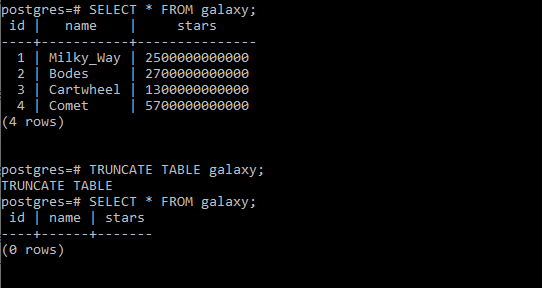 postgres=# SELECT * FROM galaxy;
 id |   name    |     stars
----+-----------+---------------
  1 | Milky_Way | 2500000000000
  2 | Bodes     | 2700000000000
  3 | Cartwheel | 1300000000000
  4 | Comet     | 5700000000000
(4 rows)
postgres=# TRUNCATE TABLE galaxy;
TRUNCATE TABLE
postgres=# SELECT * FROM galaxy;
 id | name | stars
----+------+-------
(0 rows)